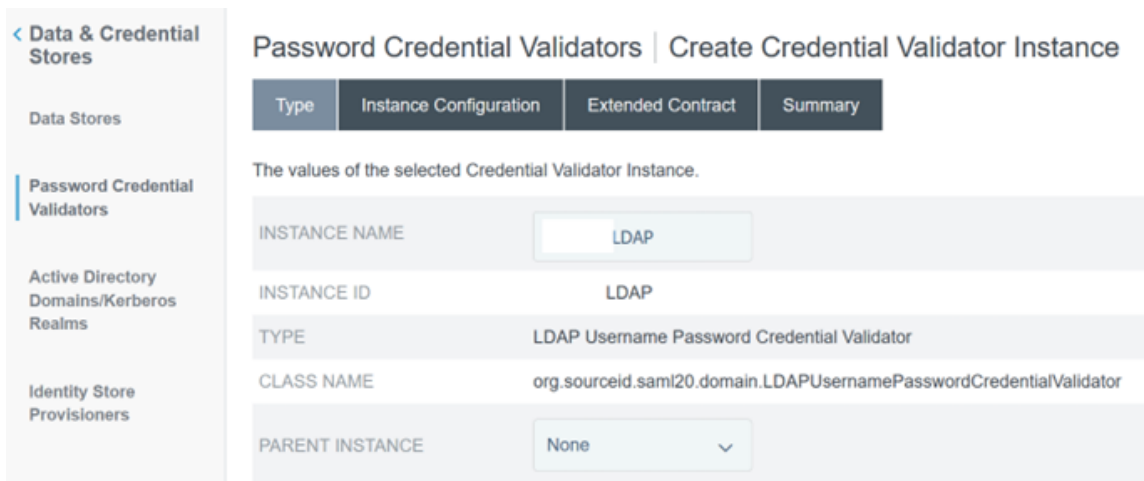 Data & Credential
Stores
Data Stores
Password Credential
Validators
Active Directory
Domains/Kerberos
Realms
Identity Store
Provisioners
Password Credential Validators | Create Credential Validator Instance
Type
Instance Configuration
Extended Contract
Summary
The values of the selected Credential Validator Instance.
INSTANCE NAME
LDAP
INSTANCE ID
LDAP
TYPE
LDAP Username Password Credential Validator
CLASS NAME
org.sourceid.saml20.domain.LDAPUsernamePasswordCredentialValidator
PARENT INSTANCE
None